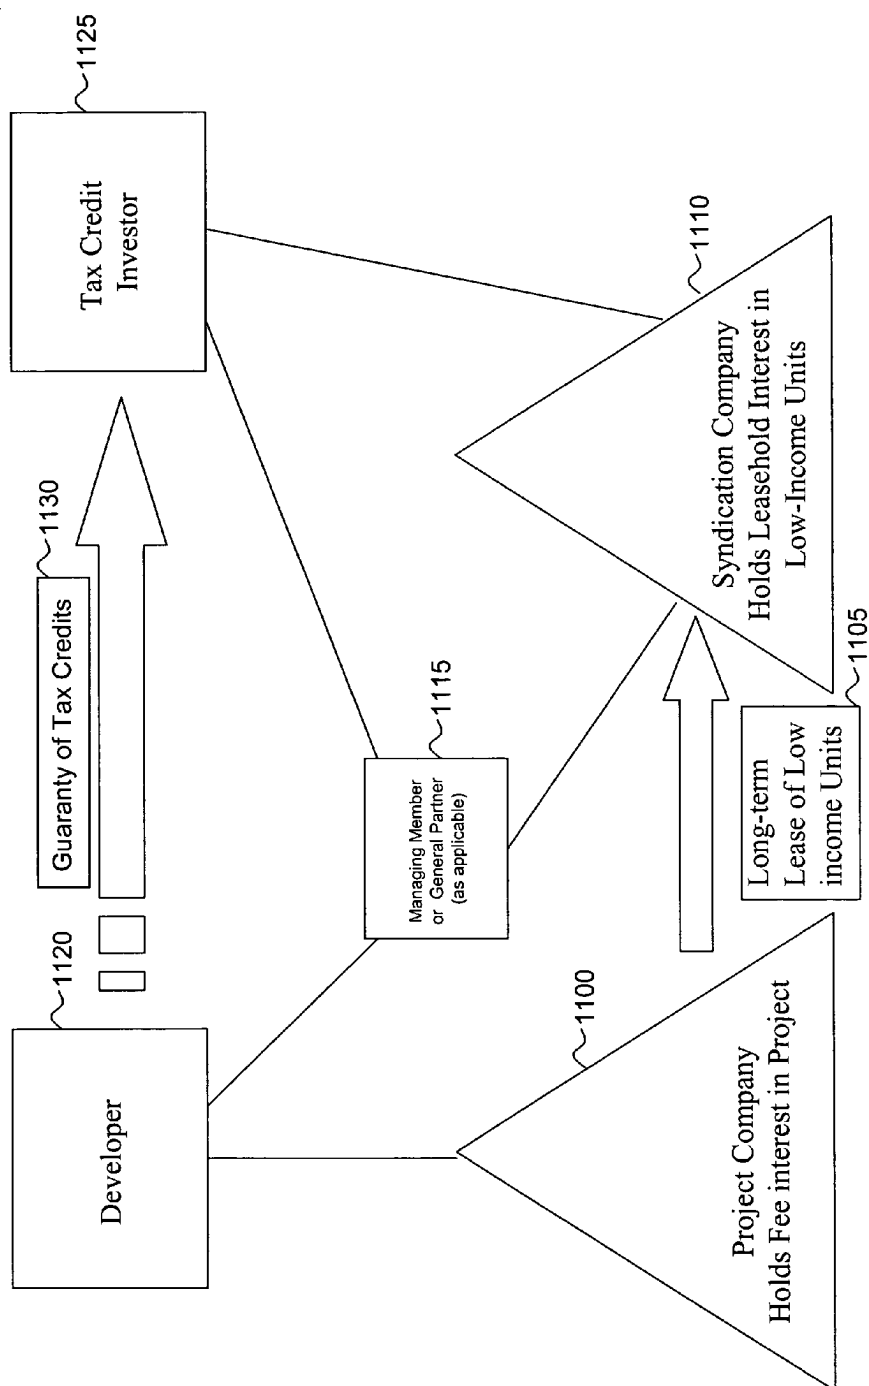 1120
Developer
Guaranty of Tax Credits
1130
1125
Tax Credit
Investor
1115
Managing Member
or General Partner
(as applicable)
1100
Project Company
Holds Fee interest in Project
Long-term
Lease of Low
income Units
1105
1110
Syndication Company
Holds Leasehold Interest in
Low-Income Units